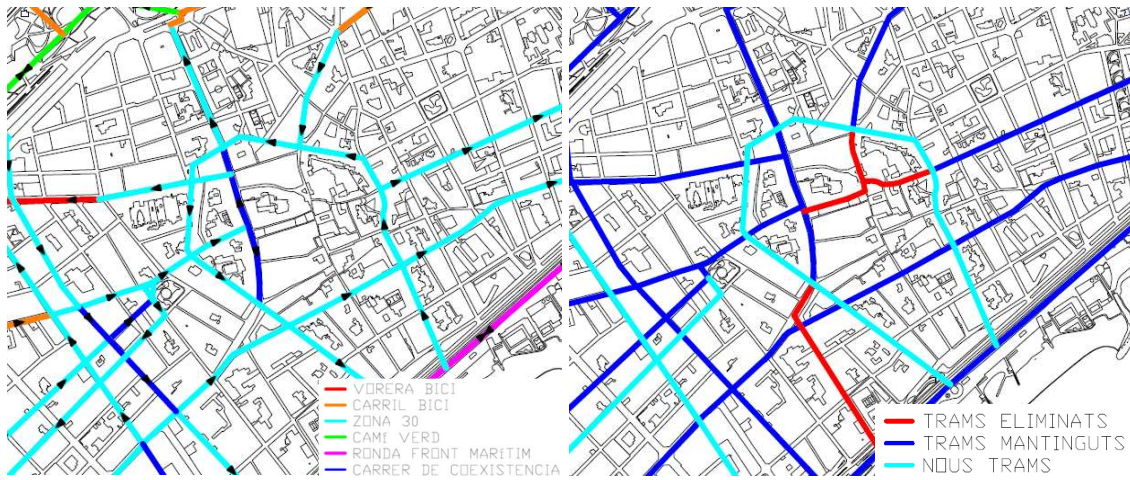 VORERA BICI
CARRIL BICI
ZONA 30
CAMÍ VERD
RONDA FRONT MARÍTIM
CARRER DE COEXISTENCIA
TRAMS ELIMINATS
TRAMS MANTINGUTS
NOUS TRAMS